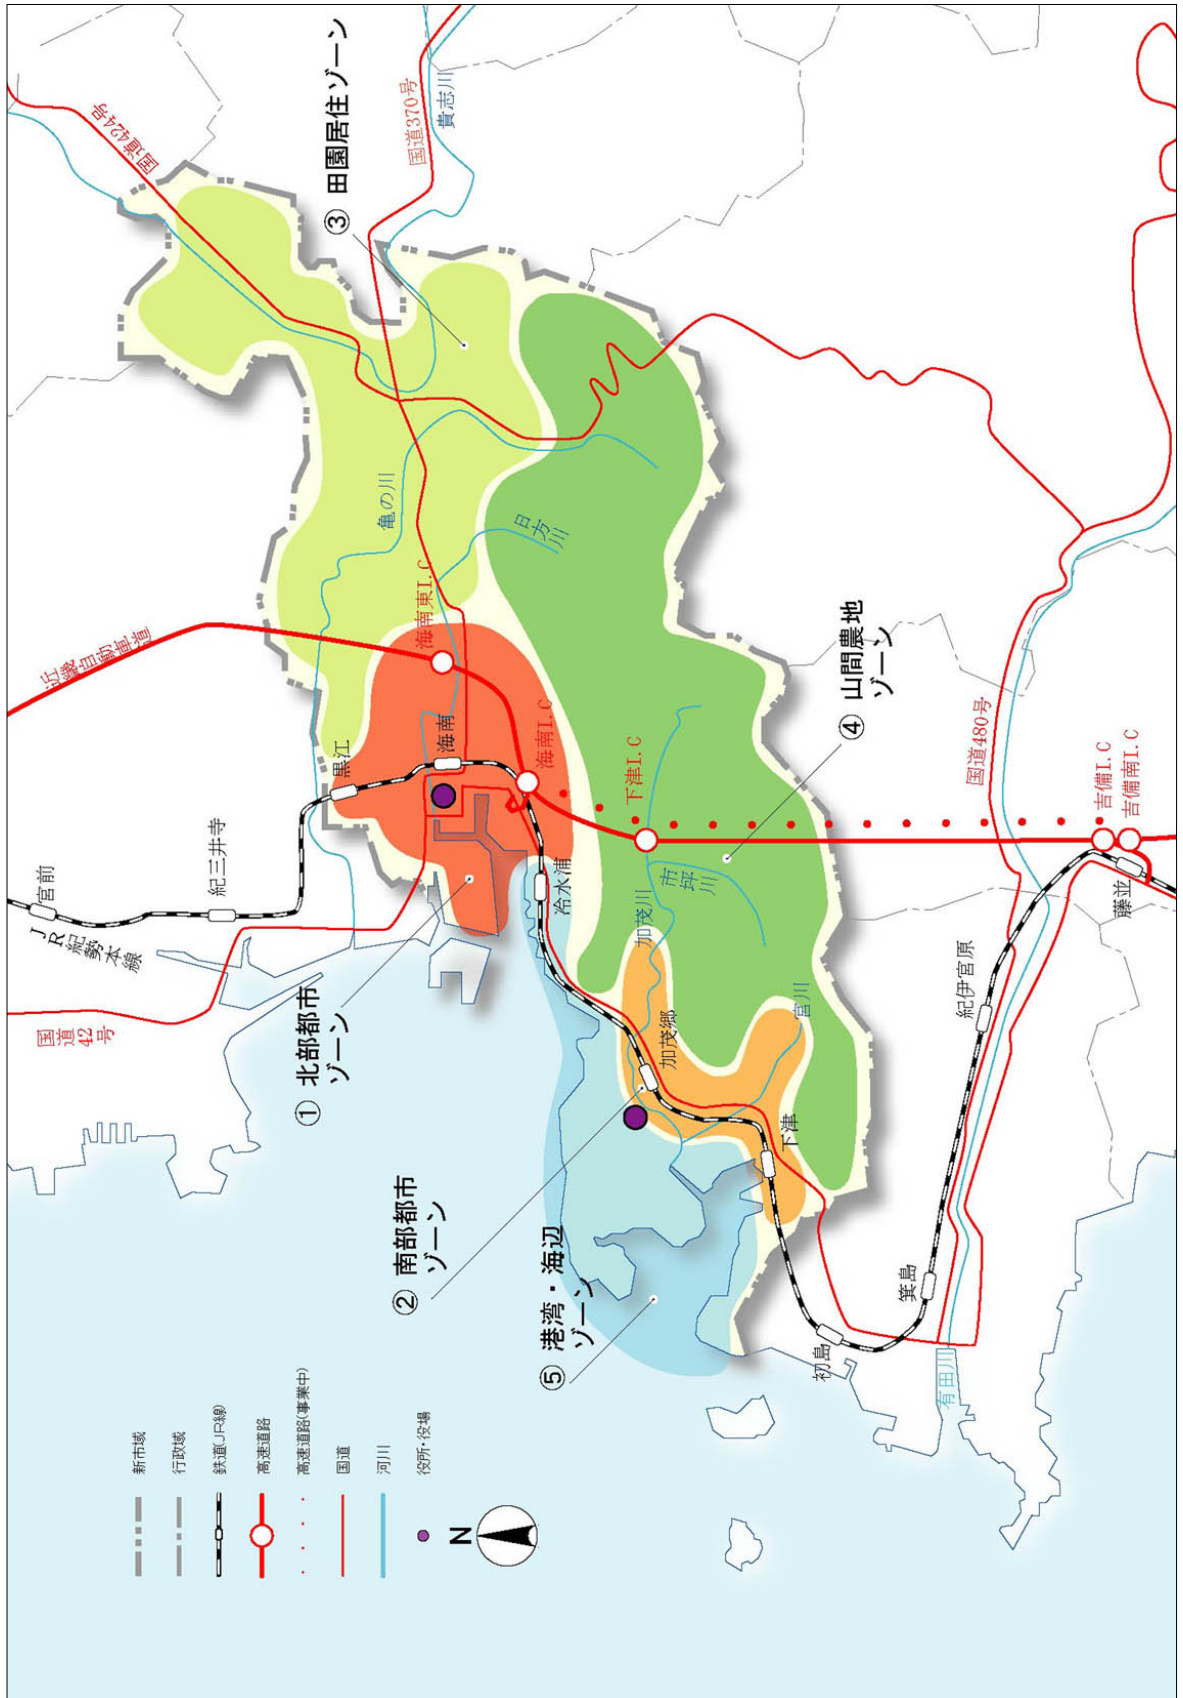 国道424号
国道370号
貴志川
③ 田園居住ゾーン
近畿自動車道
亀の川
日方川
海南東I.C
海南
黒江
海南I.C
宮前
紀三井寺
JR紀勢本線
国道
42号
① 北部都市
ゾーン
冷水浦
下津I.C
④ 山間農地
ゾーン
加茂川
市坪川
加茂郷
宮川
下津
② 南部都市
ゾーン
⑤ 港湾・海辺
ゾーン
国道480号
吉備I.C
吉備南I.C
藤並
紀伊宮原
箕島
初島
有田川
新市域
行政域
鉄道(JR線)
高速道路
高速道路(事業中)
国道
河川
役所・役場
N